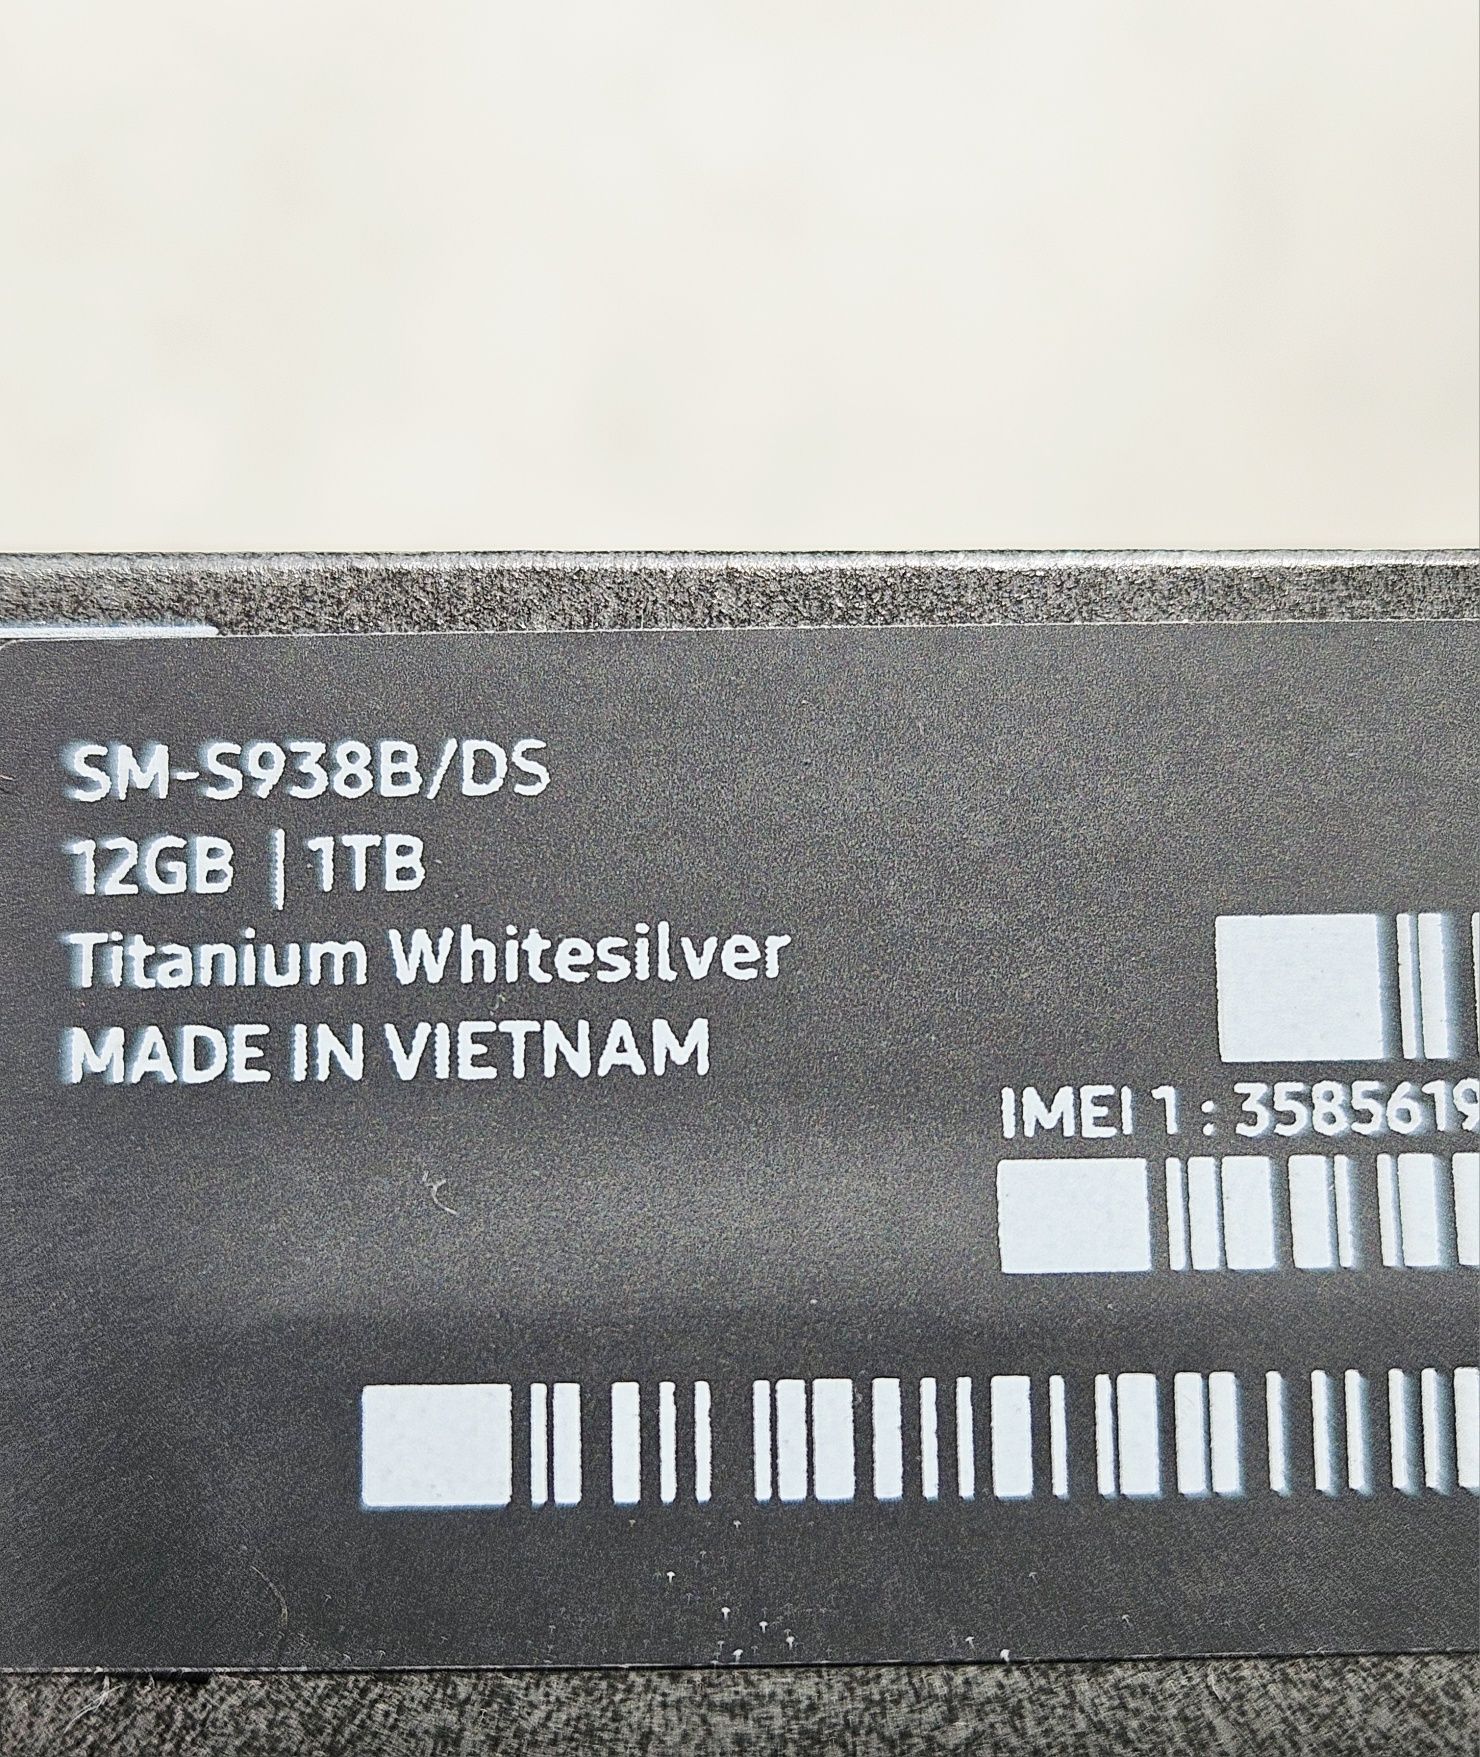 SM-S938B/DS
12GB | 1TB
Titanium Whitesilver
MADE IN VIETNAM
IMEI 1 : 3585619